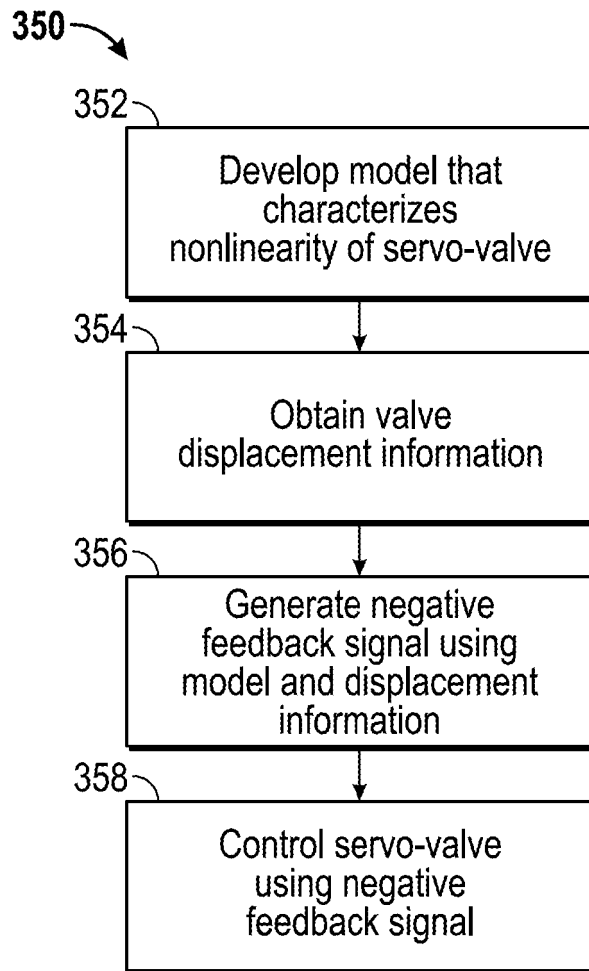 350
352
Develop model that
characterizes
nonlinearity of servo-valve
354
Obtain valve
displacement information
356
Generate negative
feedback signal using
model and displacement
information
358
Control servo-valve
using negative
feedback signal